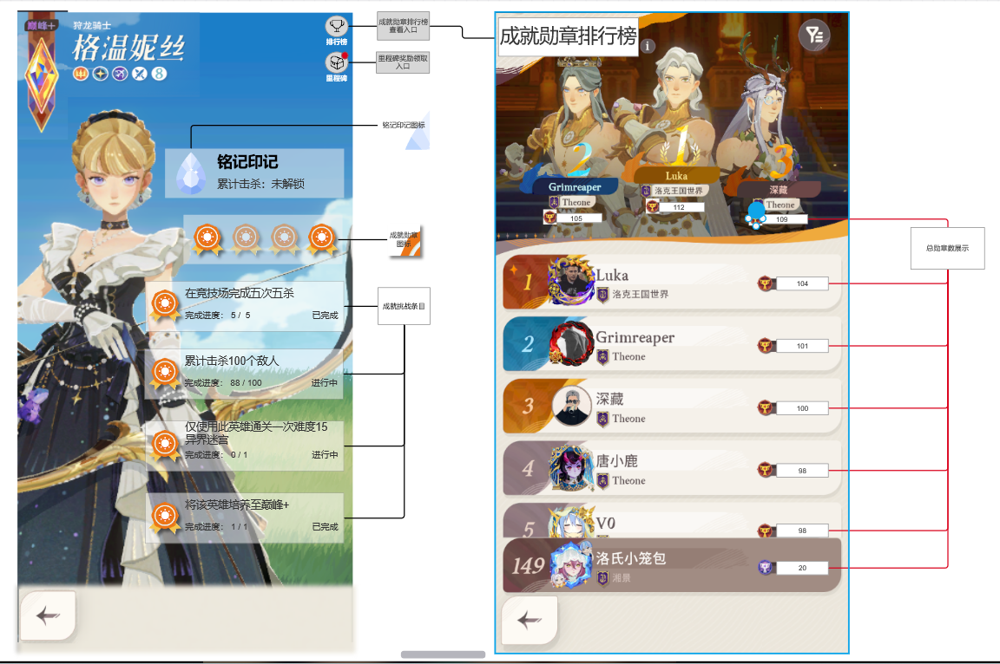 巅峰+
狩龙骑士
格温妮丝
8
排行榜
里程碑
成就勋章排行榜
查看入口
里程碑奖励领取
入口
铭记印记图标
铭记印记
累计击杀：未解锁
成就勋章
图标
在竞技场完成五次五杀
完成进度： 5 / 5
已完成
成就挑战条目
累计击杀100个敌人
完成进度： 88 / 100
进行中
仅使用此英雄通关一次难度15
异界迷宫
完成进度： 0 / 1
进行中
将该英雄培养至巅峰+
完成进度： 1 / 1
已完成
成就勋章排行榜
i
2
Grimreaper
Theone
105
1
Luka
洛克王国世界
112
3
深藏
Theone
109
总勋章数展示
1
Luka
洛克王国世界
104
2
Grimreaper
Theone
101
3
深藏
Theone
100
4
唐小鹿
Theone
98
5
V0
98
149
洛氏小笼包
湘景
20